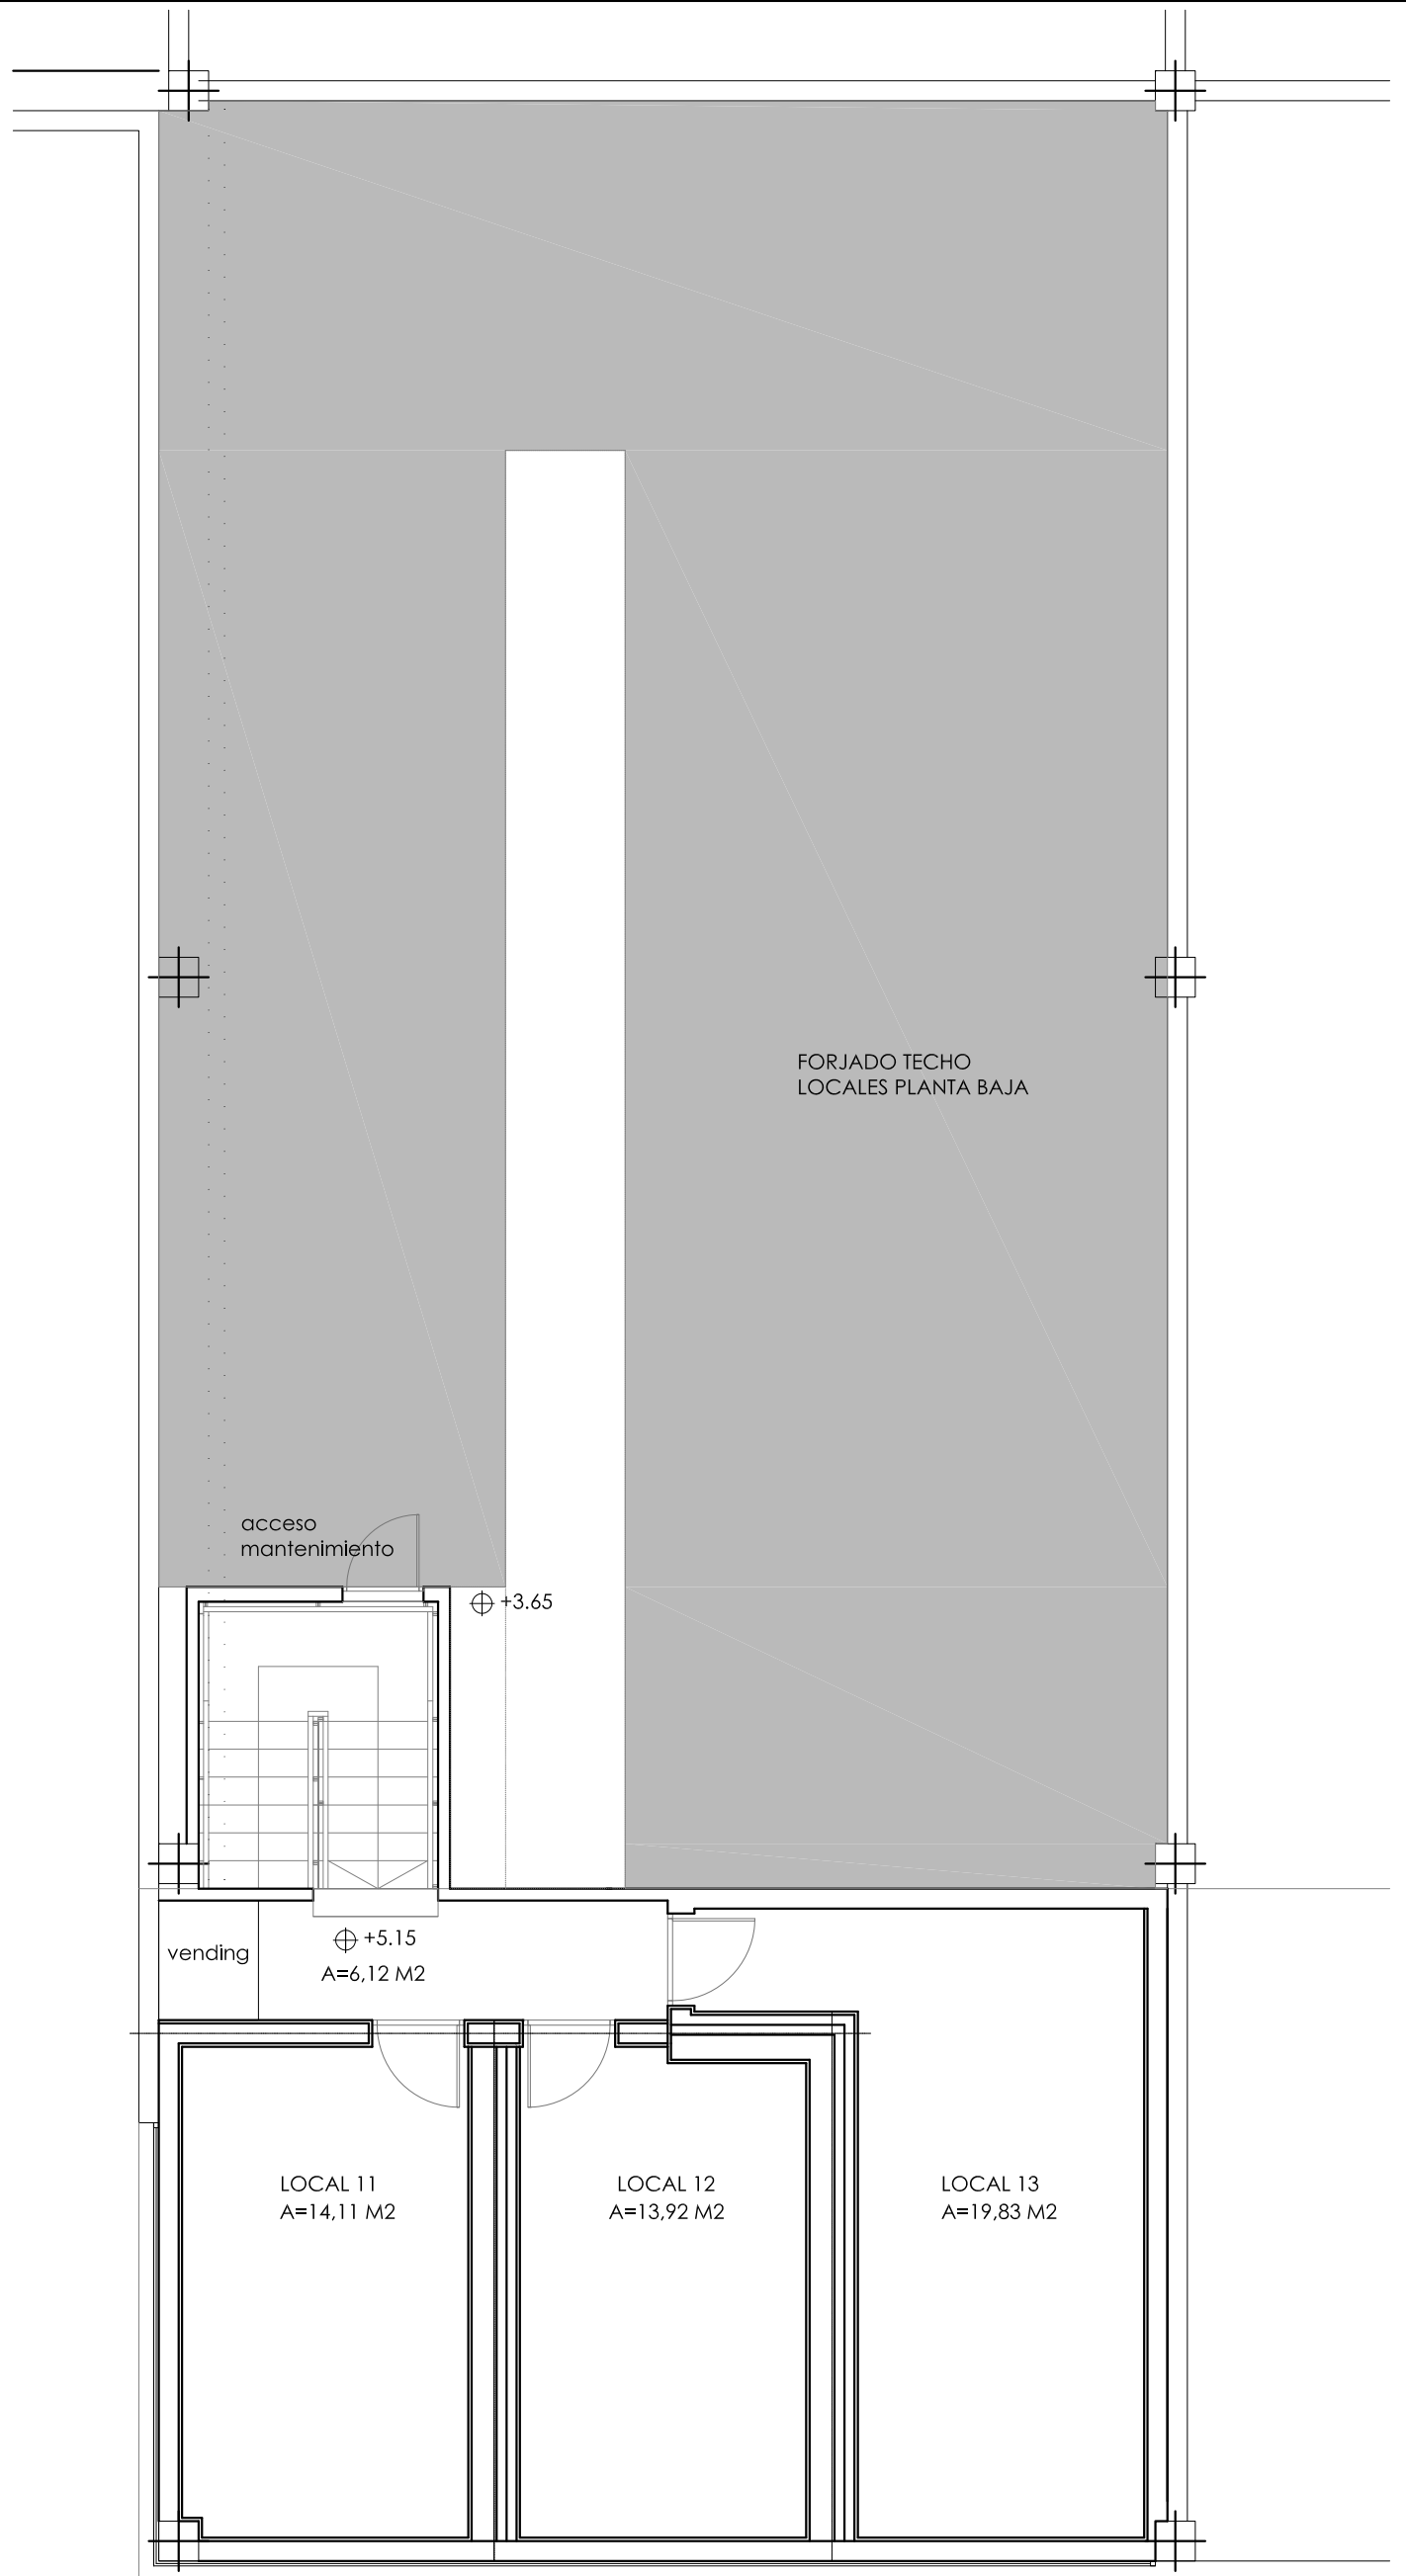 FORJADO TECHO
LOCALES PLANTA BAJA
acceso
mantenimiento
+3.65
vending
+5.15
A=6,12 M2
LOCAL 11
A=14,11 M2
LOCAL 12
A=13,92 M2
LOCAL 13
A=19,83 M2